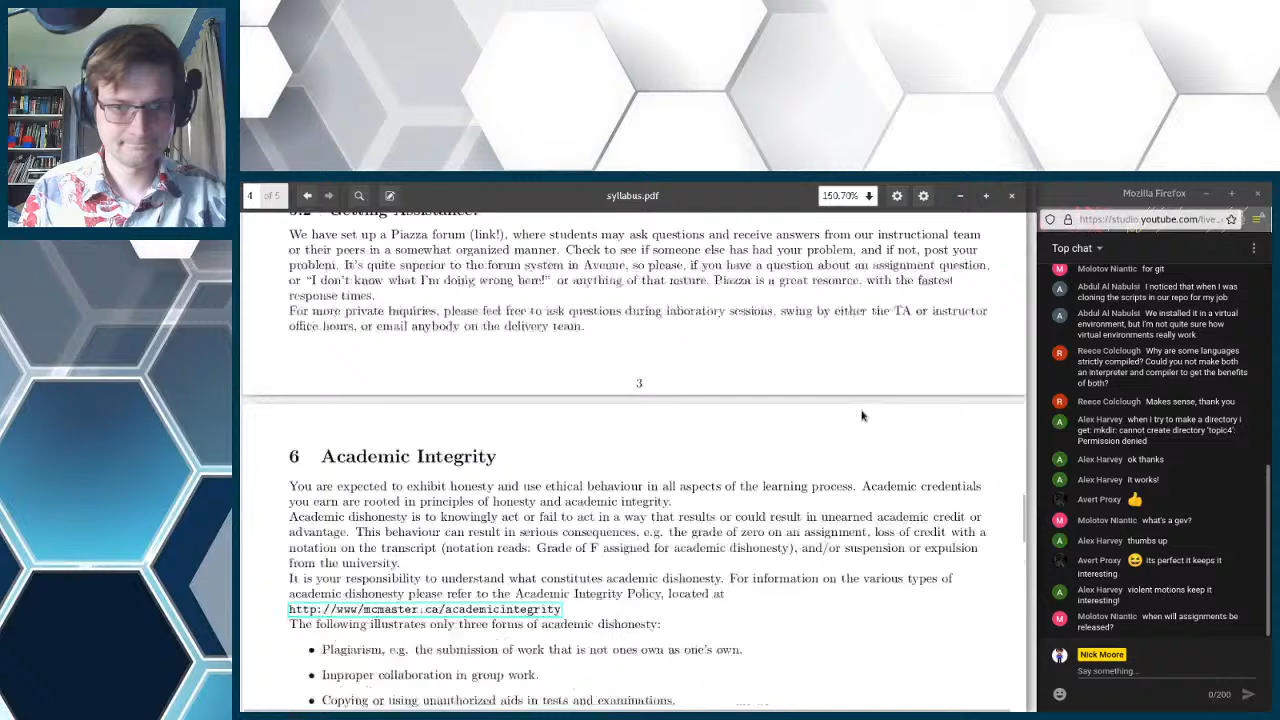 4 of 5
syllabus.pdf
150.70%
Mozilla Firefox
https://studio.youtube.com/live_
Getting Assistance.
We have set up a Piazza forum (link!), where students may ask questions and receive answers from our instructional team
or their peers in a somewhat organized manner. Check to see if someone else has had your problem, and if not, post your
problem. It's quite superior to the forum system in Avenue, so please, if you have a question about an assignment question,
or "I don't know what I'm doing wrong here!" or anything of that nature, Piazza is a great resource, with the fastest
response times.
For more private inquiries, please feel free to ask questions during laboratory sessions, swing by either the TA or instructor
office hours, or email anybody on the delivery team.
3
6 Academic Integrity
You are expected to exhibit honesty and use ethical behaviour in all aspects of the learning process. Academic credentials
you earn are rooted in principles of honesty and academic integrity.
Academic dishonesty is to knowingly act or fail to act in a way that results or could result in unearned academic credit or
advantage. This behaviour can result in serious consequences, e.g. the grade of zero on an assignment, loss of credit with a
notation on the transcript (notation reads: Grade of F assigned for academic dishonesty), and/or suspension or expulsion
from the university.
It is your responsibility to understand what constitutes academic dishonesty. For information on the various types of
academic dishonesty please refer to the Academic Integrity Policy, located at
http://www/mcmaster.ca/academicintegrity
The following illustrates only three forms of academic dishonesty:
• Plagiarism, e.g. the submission of work that is not ones own as one's own.
• Improper collaboration in group work.
• Copying or using unauthorized aids in tests and examinations.
Top chat
M Molotov Niantic for git
A Abdul Al Nabulsi I noticed that when I was
cloning the scripts in our repo for my job
A Abdul Al Nabulsi We installed it in a virtual
environment, but I'm not quite sure how
virtual environments really work
R Reece Colclough Why are some languages
strictly compiled? Could you not make both
an interpreter and compiler to get the benefits
of both?
R Reece Colclough Makes sense, thank you
A Alex Harvey when I try to make a directory i
get: mkdir: cannot create directory 'topic4':
Permission denied
A Alex Harvey ok thanks
A Alex Harvey it works!
Avert Proxy 👍
M Molotov Niantic what's a gev?
A Alex Harvey thumbs up
Avert Proxy 😆 its perfect it keeps it
interesting
A Alex Harvey violent motions keep it
interesting!
M Molotov Niantic when will assignments be
released?
Nick Moore
Say something...
0/200